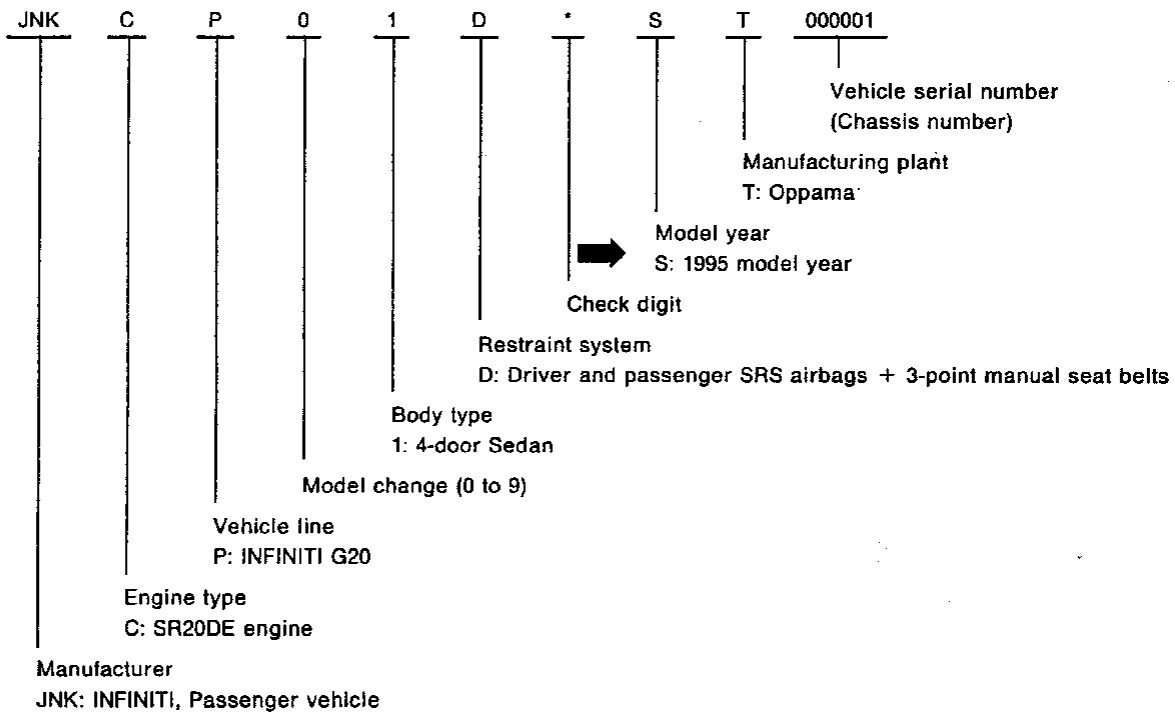 JNK C P 0 1 D * S T 000001
Vehicle serial number
(Chassis number)
Manufacturing plant
T: Oppama
Model year
S: 1995 model year
Check digit
Restraint system
D: Driver and passenger SRS airbags + 3-point manual seat belts
Body type
1: 4-door Sedan
Model change (0 to 9)
Vehicle line
P: INFINITI G20
Engine type
C: SR20DE engine
Manufacturer
JNK: INFINITI, Passenger vehicle